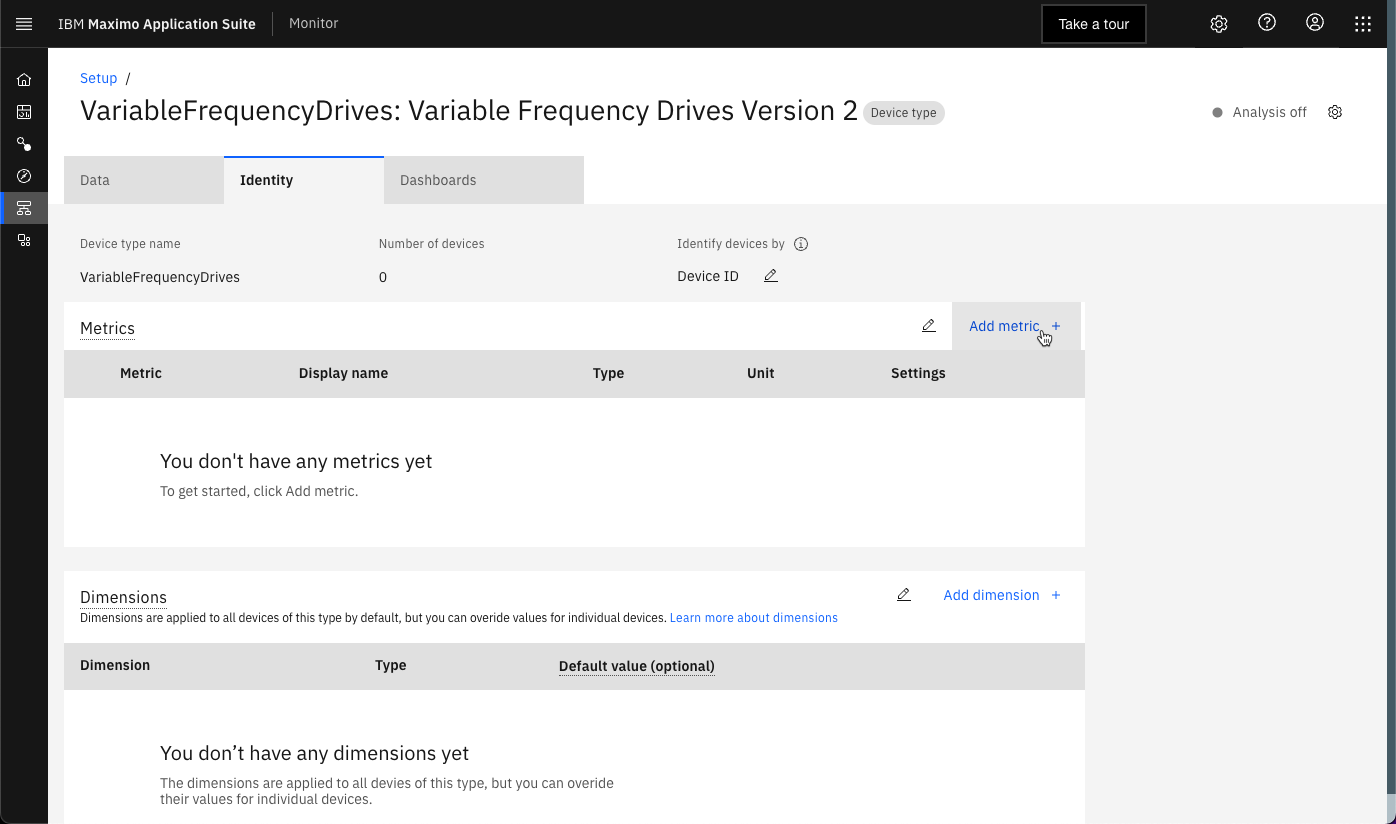 IBM Maximo Application Suite Monitor Take a tour
Setup /
VariableFrequencyDrives: Variable Frequency Drives Version 2 Device type Analysis off
Data Identity Dashboards
Device type name Number of devices Identify devices by
VariableFrequencyDrives 0 Device ID
Metrics Add metric +
Metric Display name Type Unit Settings
You don't have any metrics yet
To get started, click Add metric.
Dimensions Add dimension +
Dimensions are applied to all devices of this type by default, but you can overide values for individual devices. Learn more about dimensions
Dimension Type Default value (optional)
You don’t have any dimensions yet
The dimensions are applied to all devies of this type, but you can overide
their values for individual devices.